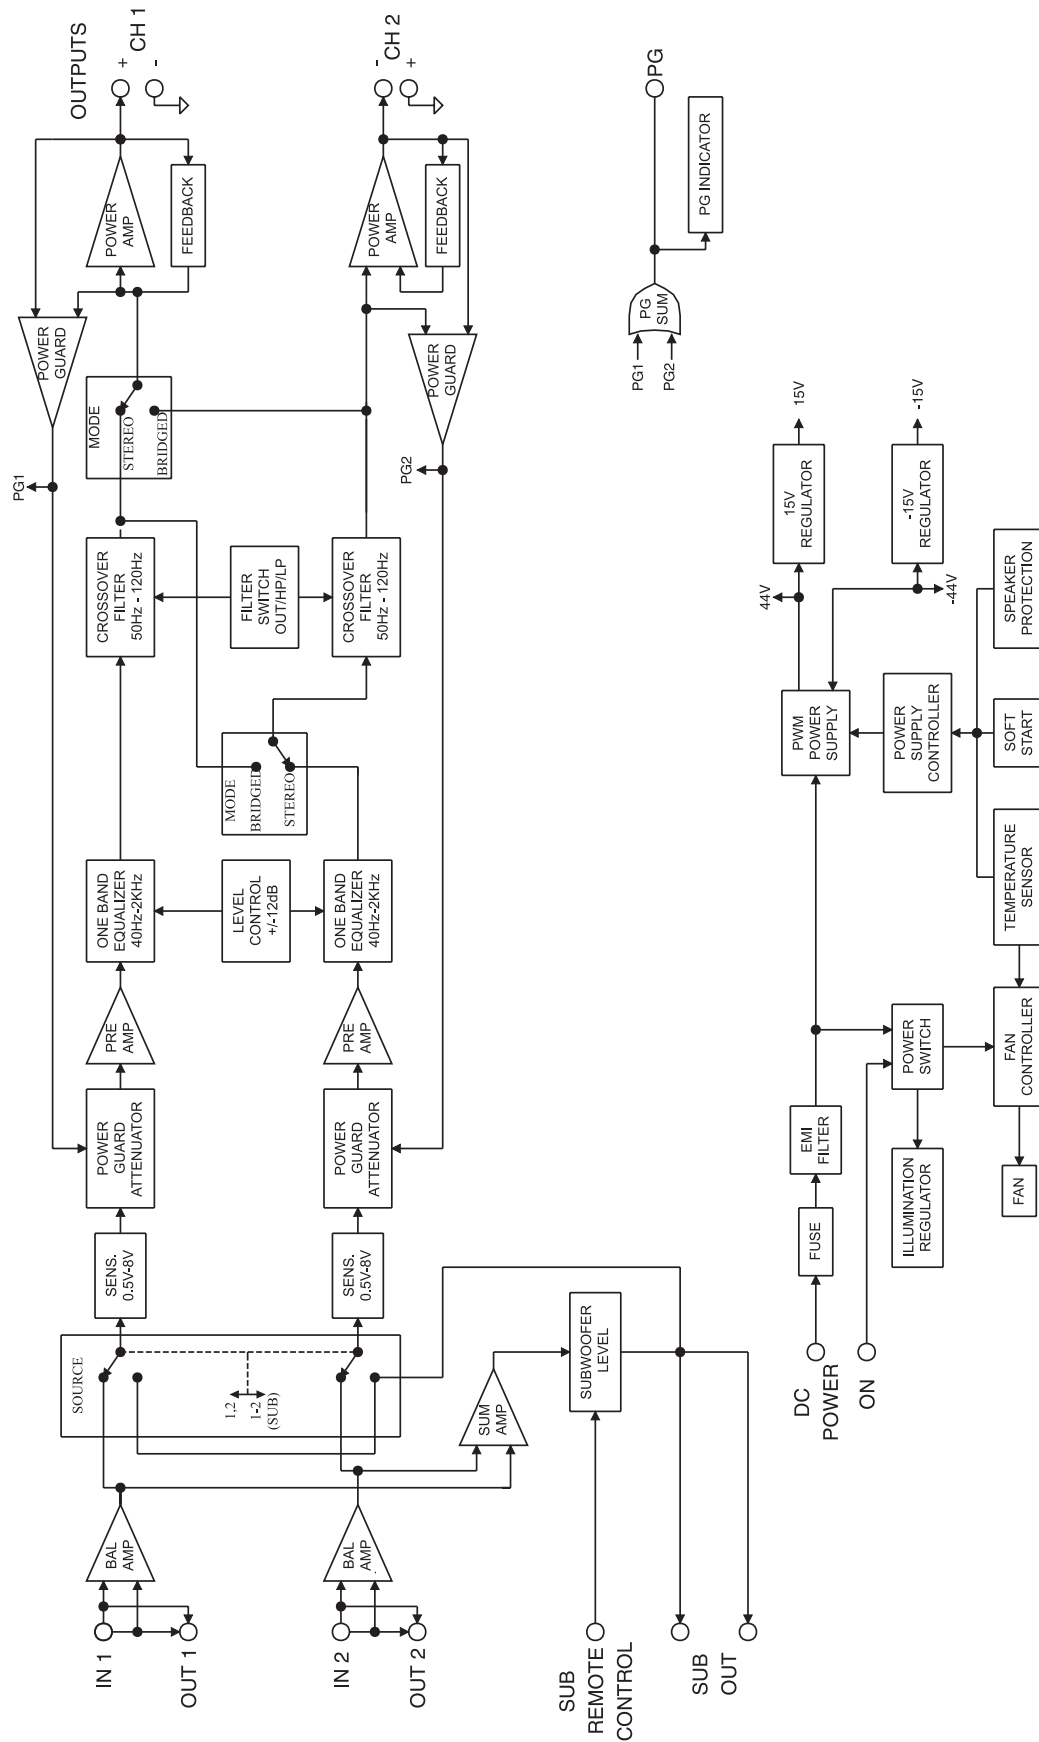 OUTPUTS
+
CH 1
-
-
CH 2
+
POWER
AMP
FEEDBACK
POWER
GUARD
MODE
STEREO
BRIDGED
PG1
CROSSOVER
FILTER
50Hz - 120Hz
FILTER
SWITCH
OUT/HP/LP
CROSSOVER
FILTER
50Hz - 120Hz
POWER
AMP
FEEDBACK
POWER
GUARD
PG2
MODE
BRIDGED
STEREO
ONE BAND
EQUALIZER
40Hz-2KHz
LEVEL
CONTROL
+/-12dB
ONE BAND
EQUALIZER
40Hz-2KHz
PRE
AMP
PRE
AMP
POWER
GUARD
ATTENUATOR
POWER
GUARD
ATTENUATOR
SENS.
0.5V-8V
SENS.
0.5V-8V
SOURCE
1,2
1-2
(SUB)
BAL
AMP
BAL
AMP
IN 1
OUT 1
IN 2
OUT 2
SUM
AMP
SUBWOOFER
LEVEL
SUB
REMOTE
CONTROL
SUB
OUT
PG
PG INDICATOR
PG
SUM
PG1
PG2
15V
-15V
15V
REGULATOR
-15V
REGULATOR
44V
-44V
SPEAKER
PROTECTION
PWM
POWER
SUPPLY
POWER
SUPPLY
CONTROLLER
SOFT
START
TEMPERATURE
SENSOR
POWER
SWITCH
FAN
CONTROLLER
EMI
FILTER
ILLUMINATION
REGULATOR
FAN
FUSE
DC
POWER
ON